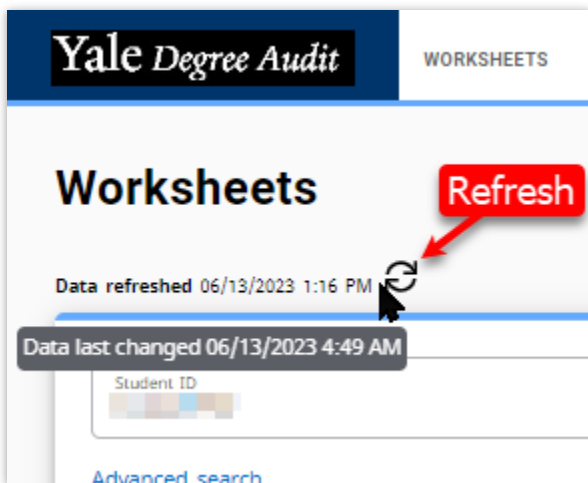 Yale Degree Audit
WORKSHEETS
Worksheets
Refresh
Data refreshed 06/13/2023 1:16 PM
Data last changed 06/13/2023 4:49 AM
Student ID
Advanced search